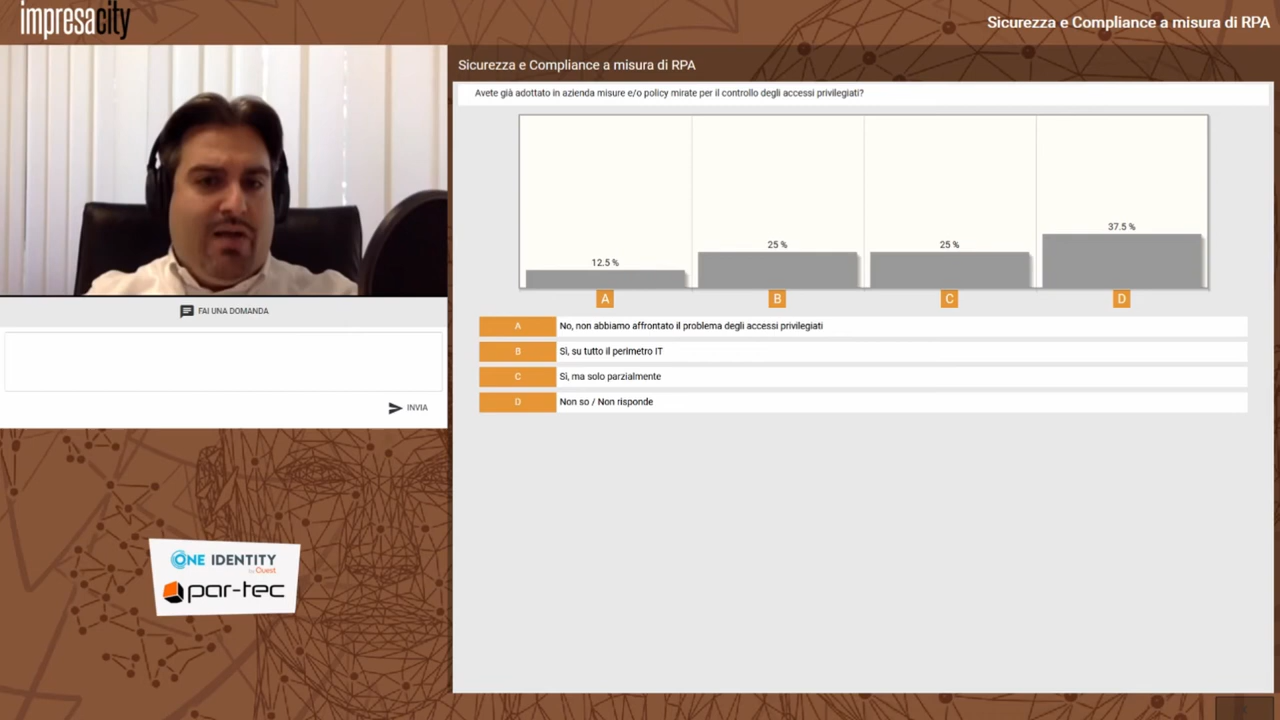 impresacity
Sicurezza e Compliance a misura di RPA
Sicurezza e Compliance a misura di RPA
Avete già adottato in azienda misure e/o policy mirate per il controllo degli accessi privilegiati?
12.5 %
25 %
25 %
37.5 %
A
B
C
D
A No, non abbiamo affrontato il problema degli accessi privilegiati
B Sì, su tutto il perimetro IT
C Sì, ma solo parzialmente
D Non so / Non risponde
FAI UNA DOMANDA
INVIA
ONE IDENTITY
by Quest
par-tec